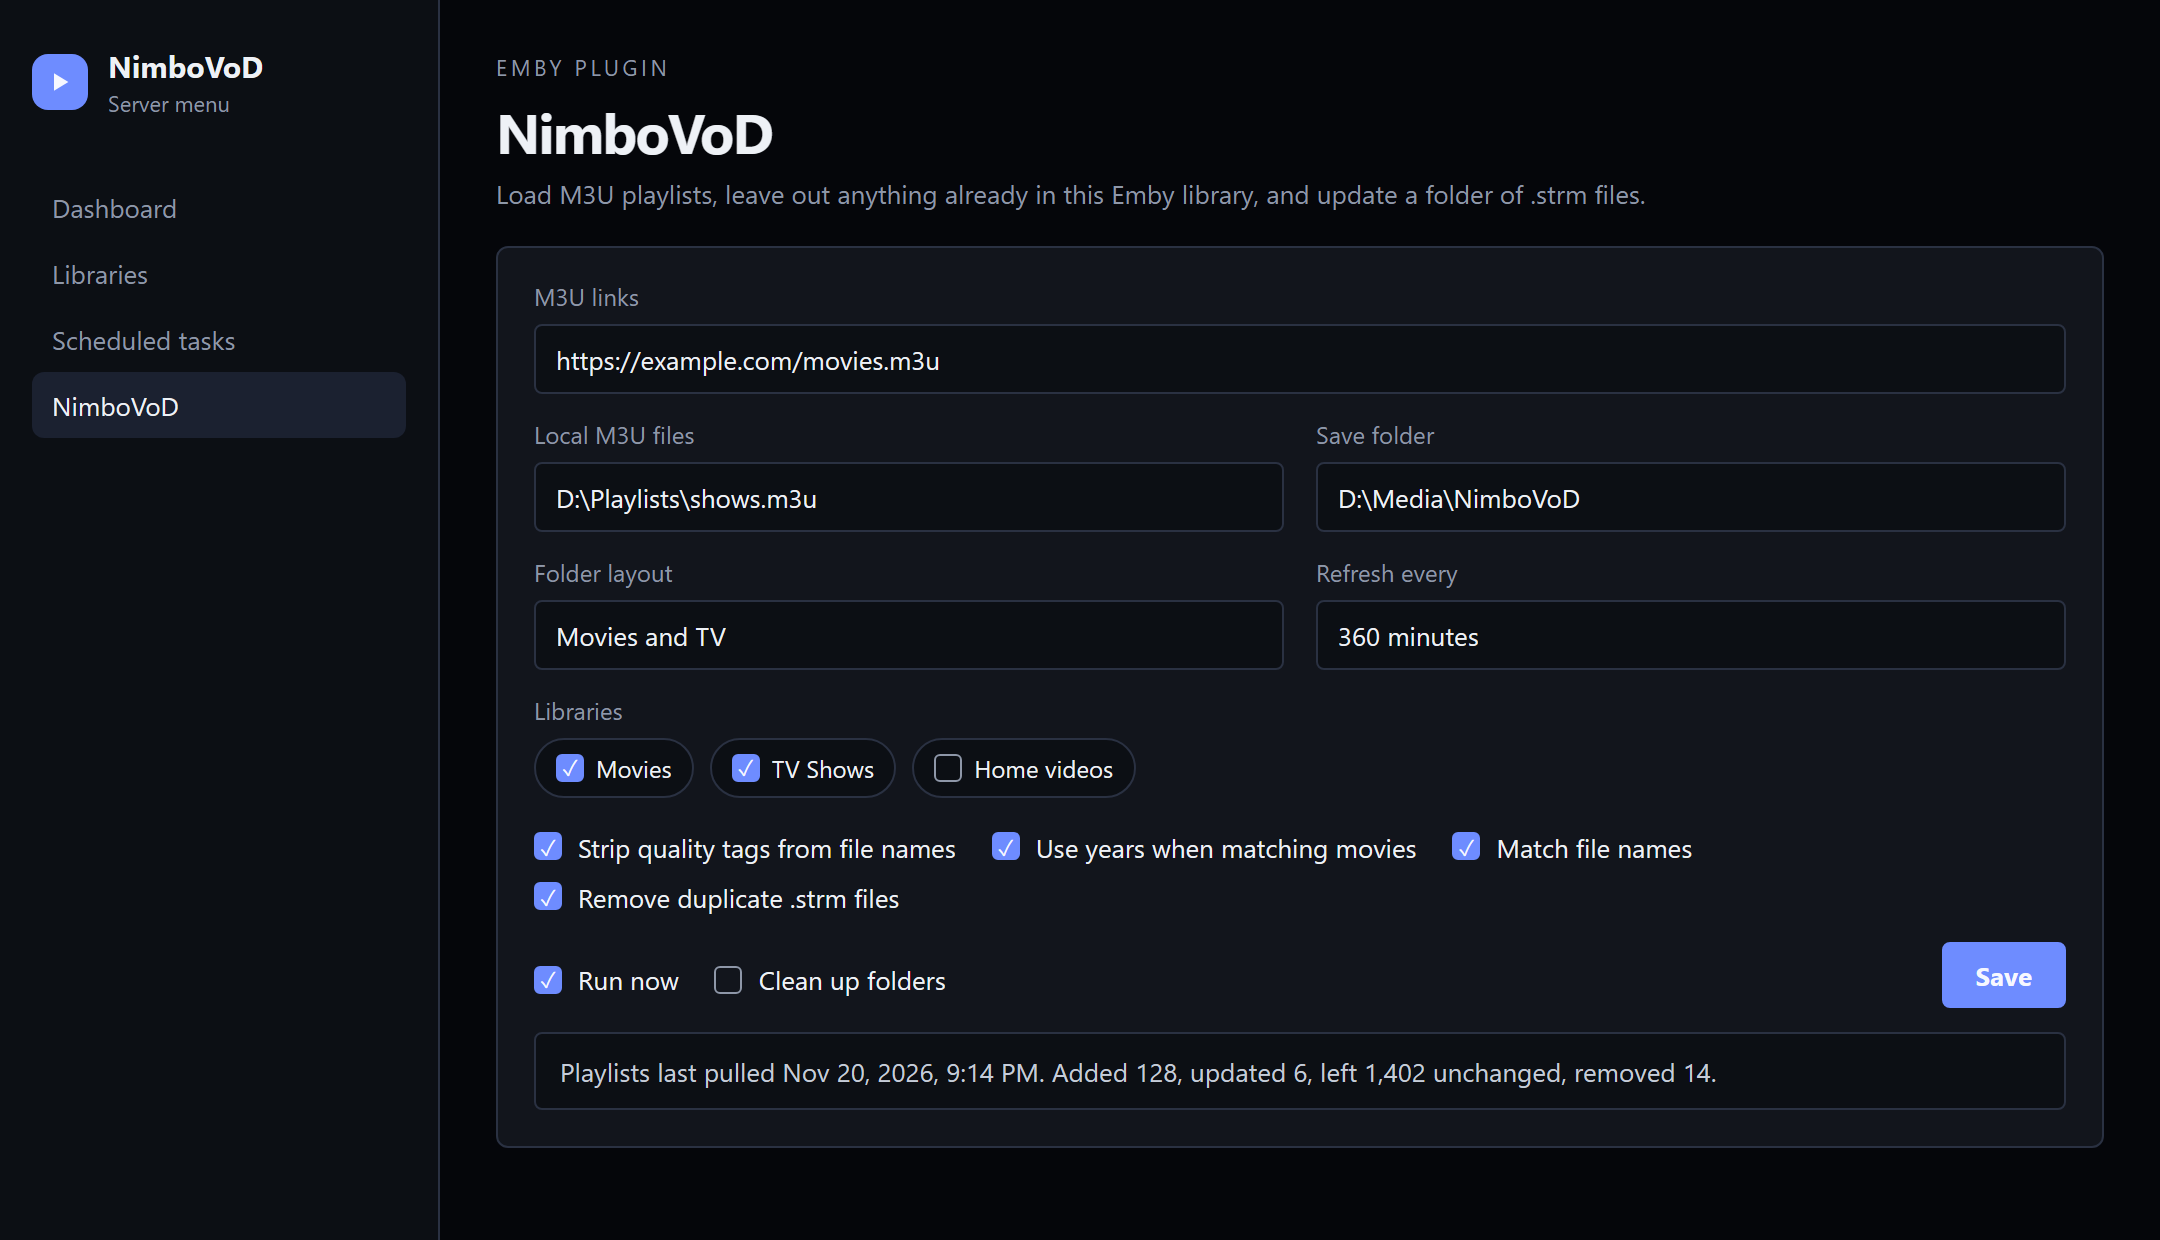 NimboVoD
Server menu
Dashboard
Libraries
Scheduled tasks
NimboVoD
EMBY PLUGIN
NimboVoD
Load M3U playlists, leave out anything already in this Emby library, and update a folder of .strm files.
M3U links
https://example.com/movies.m3u
Local M3U files
Save folder
D:\Playlists\shows.m3u
D:\Media\NimboVoD
Folder layout
Refresh every
Movies and TV
360 minutes
Libraries
Movies
TV Shows
Home videos
Strip quality tags from file names
Use years when matching movies
Match file names
Remove duplicate .strm files
Run now
Clean up folders
Save
Playlists last pulled Nov 20, 2026, 9:14 PM. Added 128, updated 6, left 1,402 unchanged, removed 14.